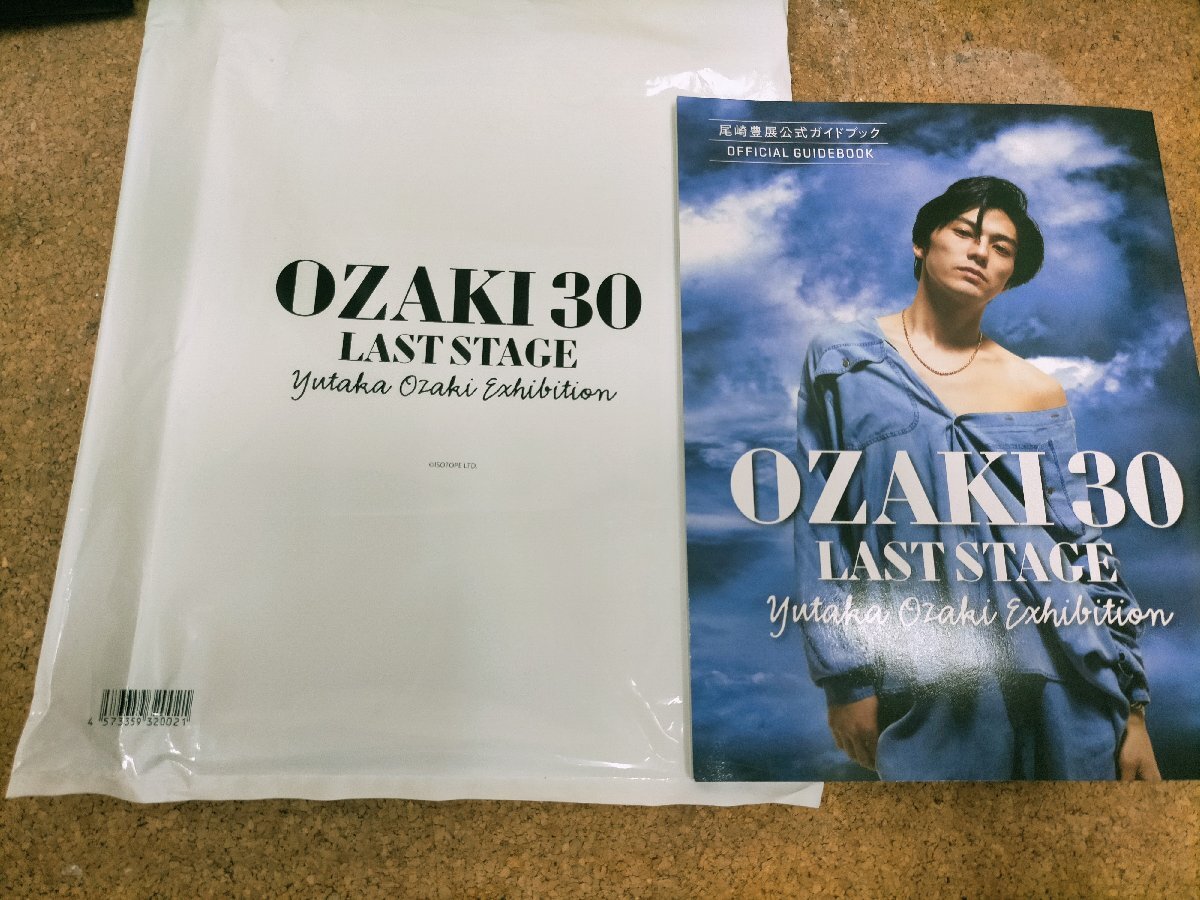 OZAKI 30
LAST STAGE
Yutaka Ozaki Exhibition
©ISOTOPE LTD.
4 573359 320021
尾崎豊展公式ガイドブック
OFFICIAL GUIDEBOOK
OZAKI 30
LAST STAGE
Yutaka Ozaki Exhibition